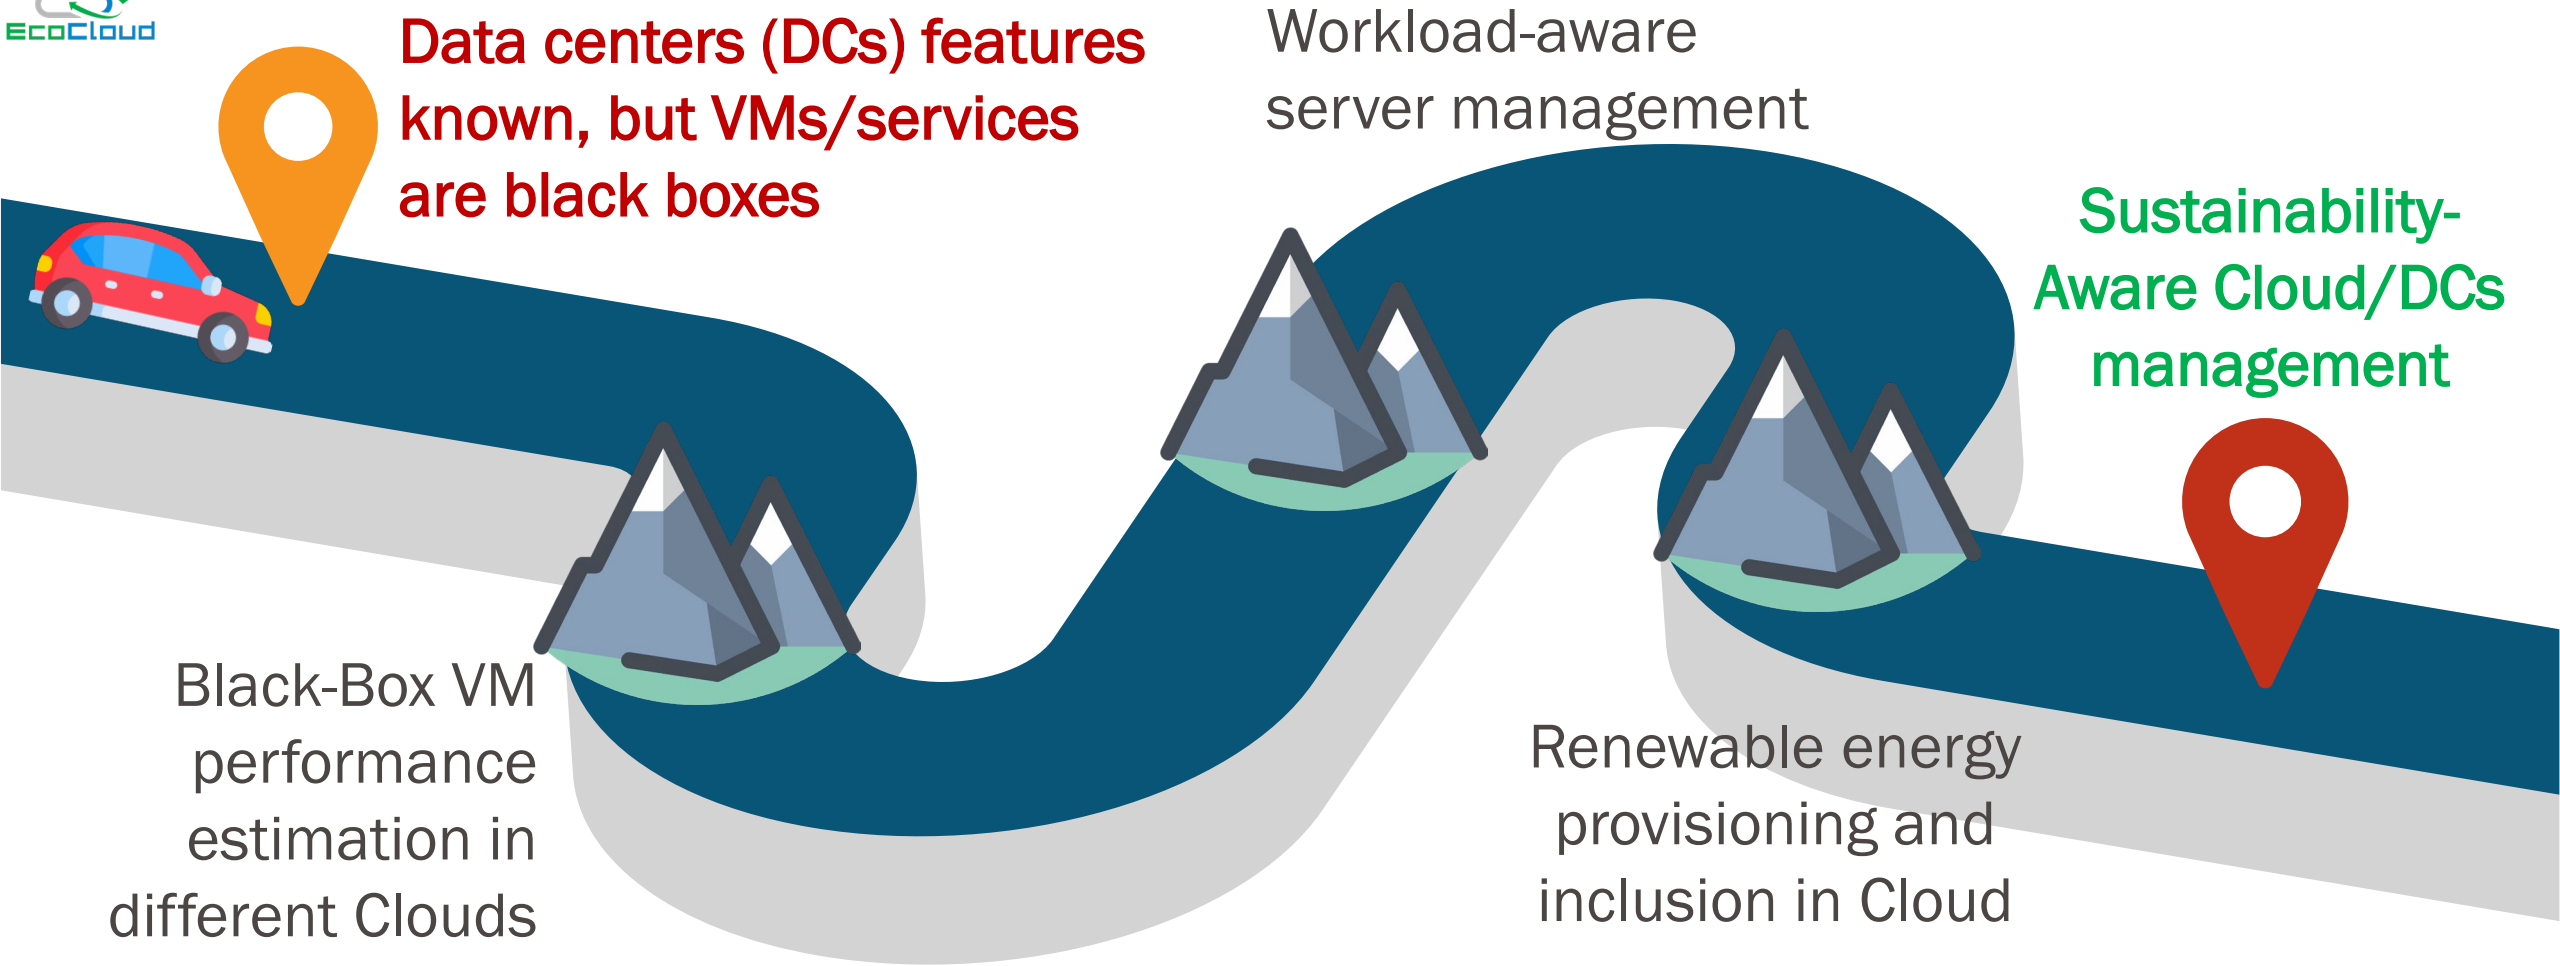 EcoCloud
Data centers (DCs) features
known, but VMs/services
are black boxes
Workload-aware
server management
Sustainability-
Aware Cloud/DCs
management
Black-Box VM
performance
estimation in
different Clouds
Renewable energy
provisioning and
inclusion in Cloud